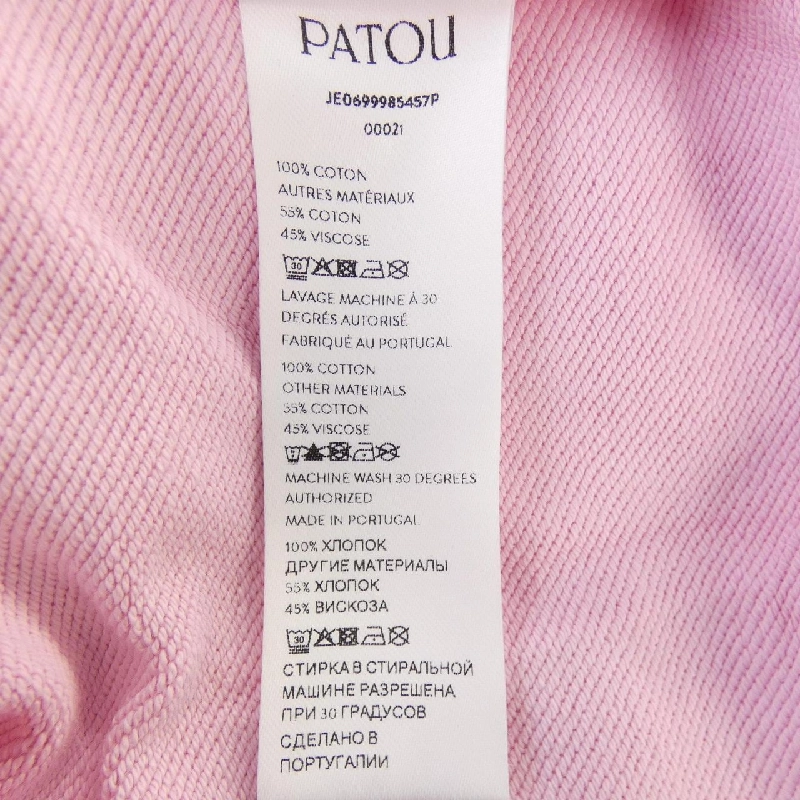 PATOU
JE0699985457P
00021
100% COTON
AUTRES MATÉRIAUX
55% COTON
45% VISCOSE
30
LAVAGE MACHINE À 30
DEGRÉS AUTORISÉ
FABRIQUÉ AU PORTUGAL
100% COTTON
OTHER MATERIALS
55% COTTON
45% VISCOSE
MACHINE WASH 30 DEGREES
AUTHORIZED
MADE IN PORTUGAL
100% ХЛОПОК
ДРУГИЕ МАТЕРИАЛЫ
55% ХЛОПОК
45% ВИСКОЗА
30
СТИРКА В СТИРАЛЬНОЙ
МАШИНЕ РАЗРЕШЕНА
ПРИ 30 ГРАДУСОВ
СДЕЛАНО В
ПОРТУГАЛИИ